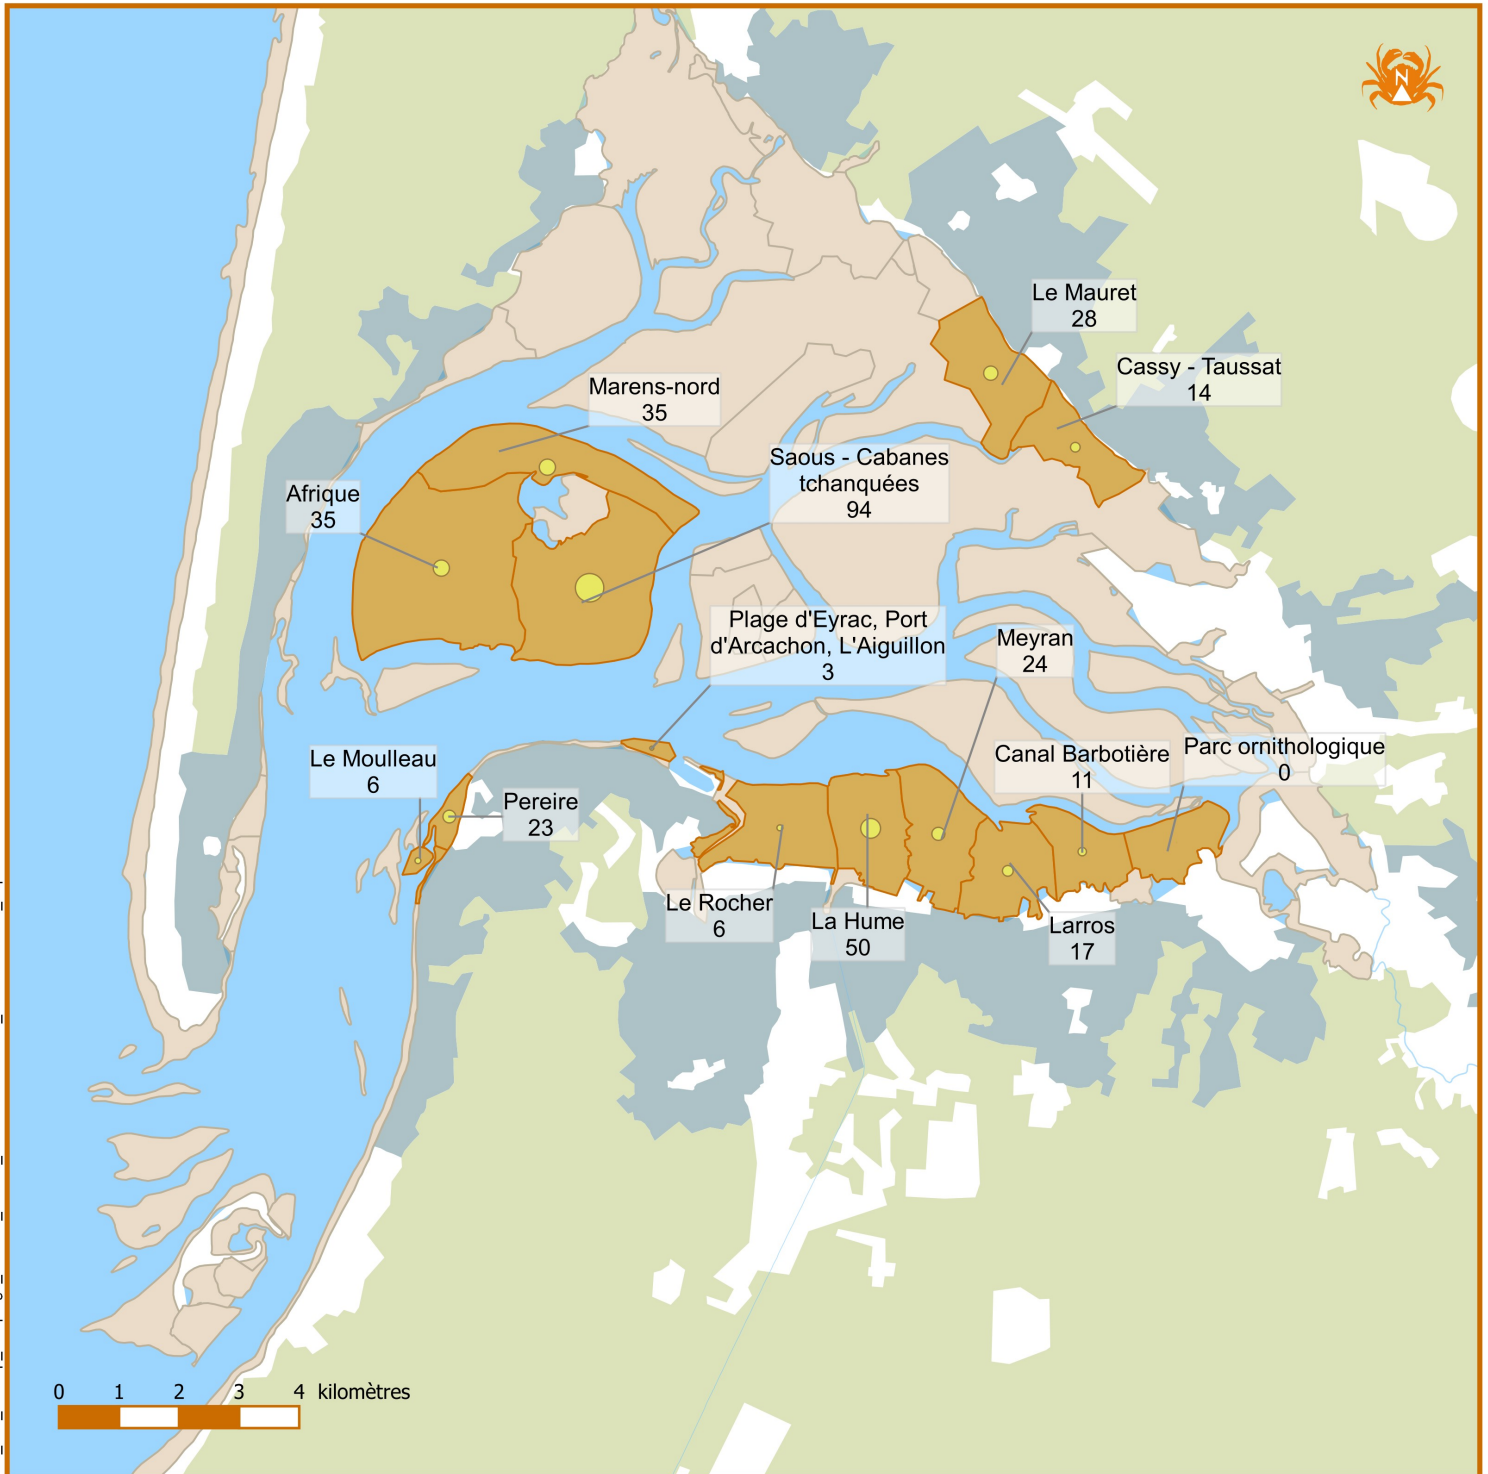 N
Le Mauret
28
Cassy - Taussat
14
Marens-nord
35
Saous - Cabanes
tchanquées
94
Afrique
35
Plage d'Eyrac, Port
d'Arcachon, L'Aiguillon
3
Meyran
24
Le Moulleau
6
Pereire
23
Canal Barbotière
11
Parc ornithologique
0
Le Rocher
6
La Hume
50
Larros
17
0 1 2 3 4 kilomètres